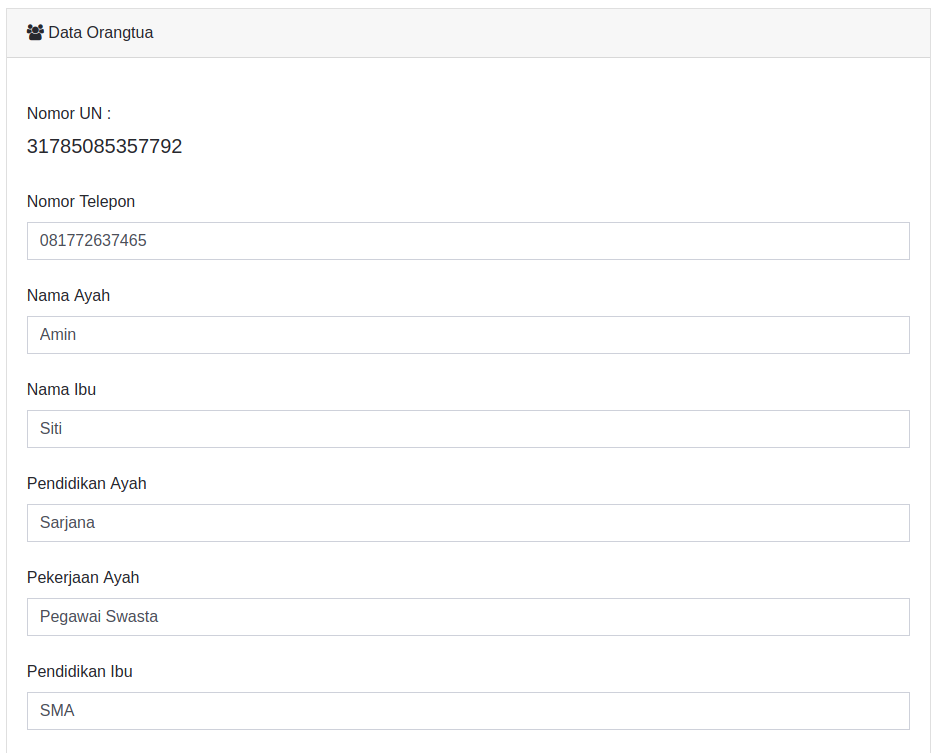 Data Orangtua
Nomor UN :
31785085357792
Nomor Telepon
081772637465
Nama Ayah
Amin
Nama Ibu
Siti
Pendidikan Ayah
Sarjana
Pekerjaan Ayah
Pegawai Swasta
Pendidikan Ibu
SMA